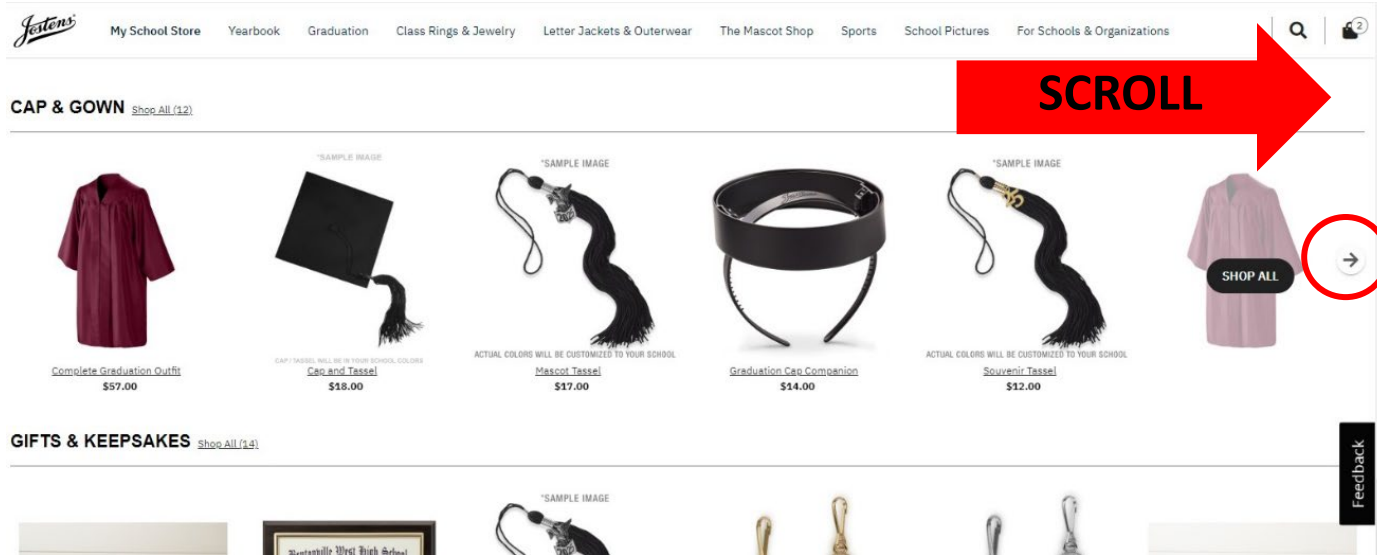 Jostens
My School Store Yearbook Graduation Class Rings & Jewelry Letter Jackets & Outerwear The Mascot Shop Sports School Pictures For Schools & Organizations 2
SCROLL
CAP & GOWN Shop All (12)
*SAMPLE IMAGE
*SAMPLE IMAGE
*SAMPLE IMAGE
SHOP ALL
CAP / TASSEL WILL BE IN YOUR SCHOOL COLORS
ACTUAL COLORS WILL BE CUSTOMIZED TO YOUR SCHOOL
ACTUAL COLORS WILL BE CUSTOMIZED TO YOUR SCHOOL
Complete Graduation Outfit
$57.00
Cap and Tassel
$18.00
Mascot Tassel
$17.00
Graduation Cap Companion
$14.00
Souvenir Tassel
$12.00
GIFTS & KEEPSAKES Shop All (14)
Feedback
*SAMPLE IMAGE
Bentonville West High School